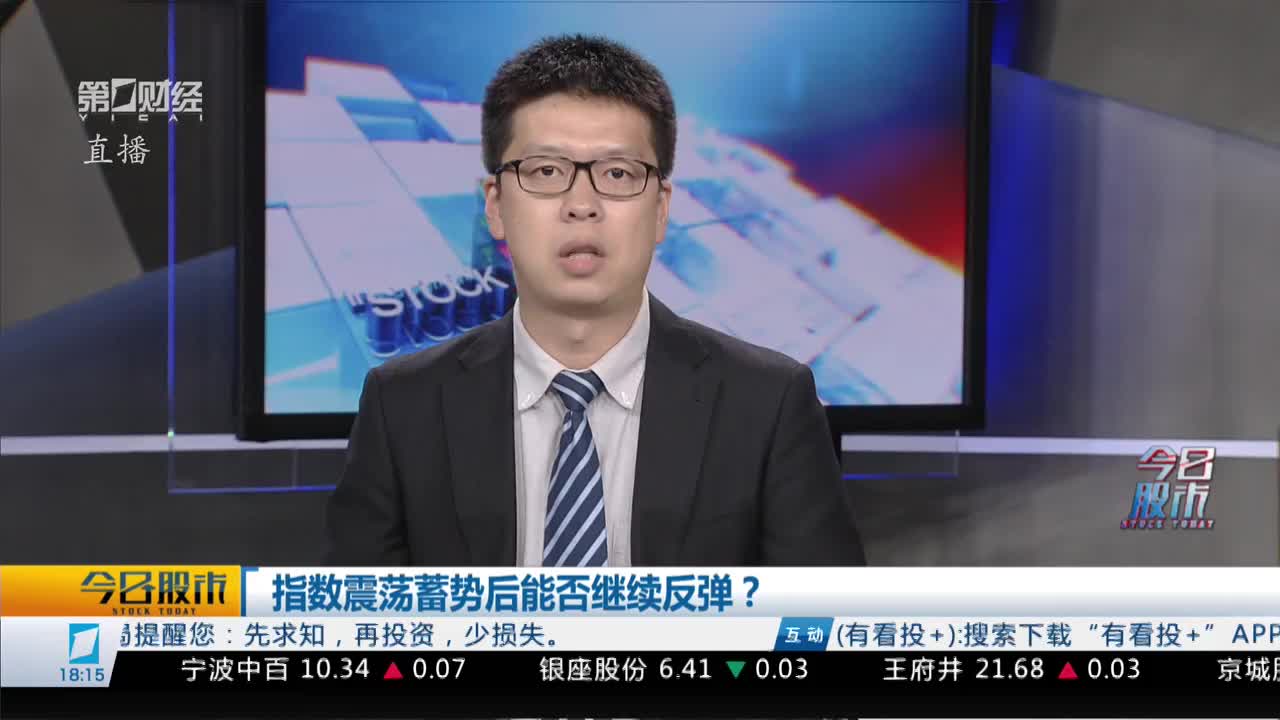 第一财经
YICAI
直播
"STOCK
今日
股市
STOCK TODAY
今日股市
STOCK TODAY
指数震荡蓄势后能否继续反弹？
局提醒您：先求知，再投资，少损失。
互动
(有看投+):搜索下载“有看投+”APP
18:15
宁波中百 10.34 ▲ 0.07 银座股份 6.41 ▼ 0.03 王府井 21.68 ▲ 0.03 京城